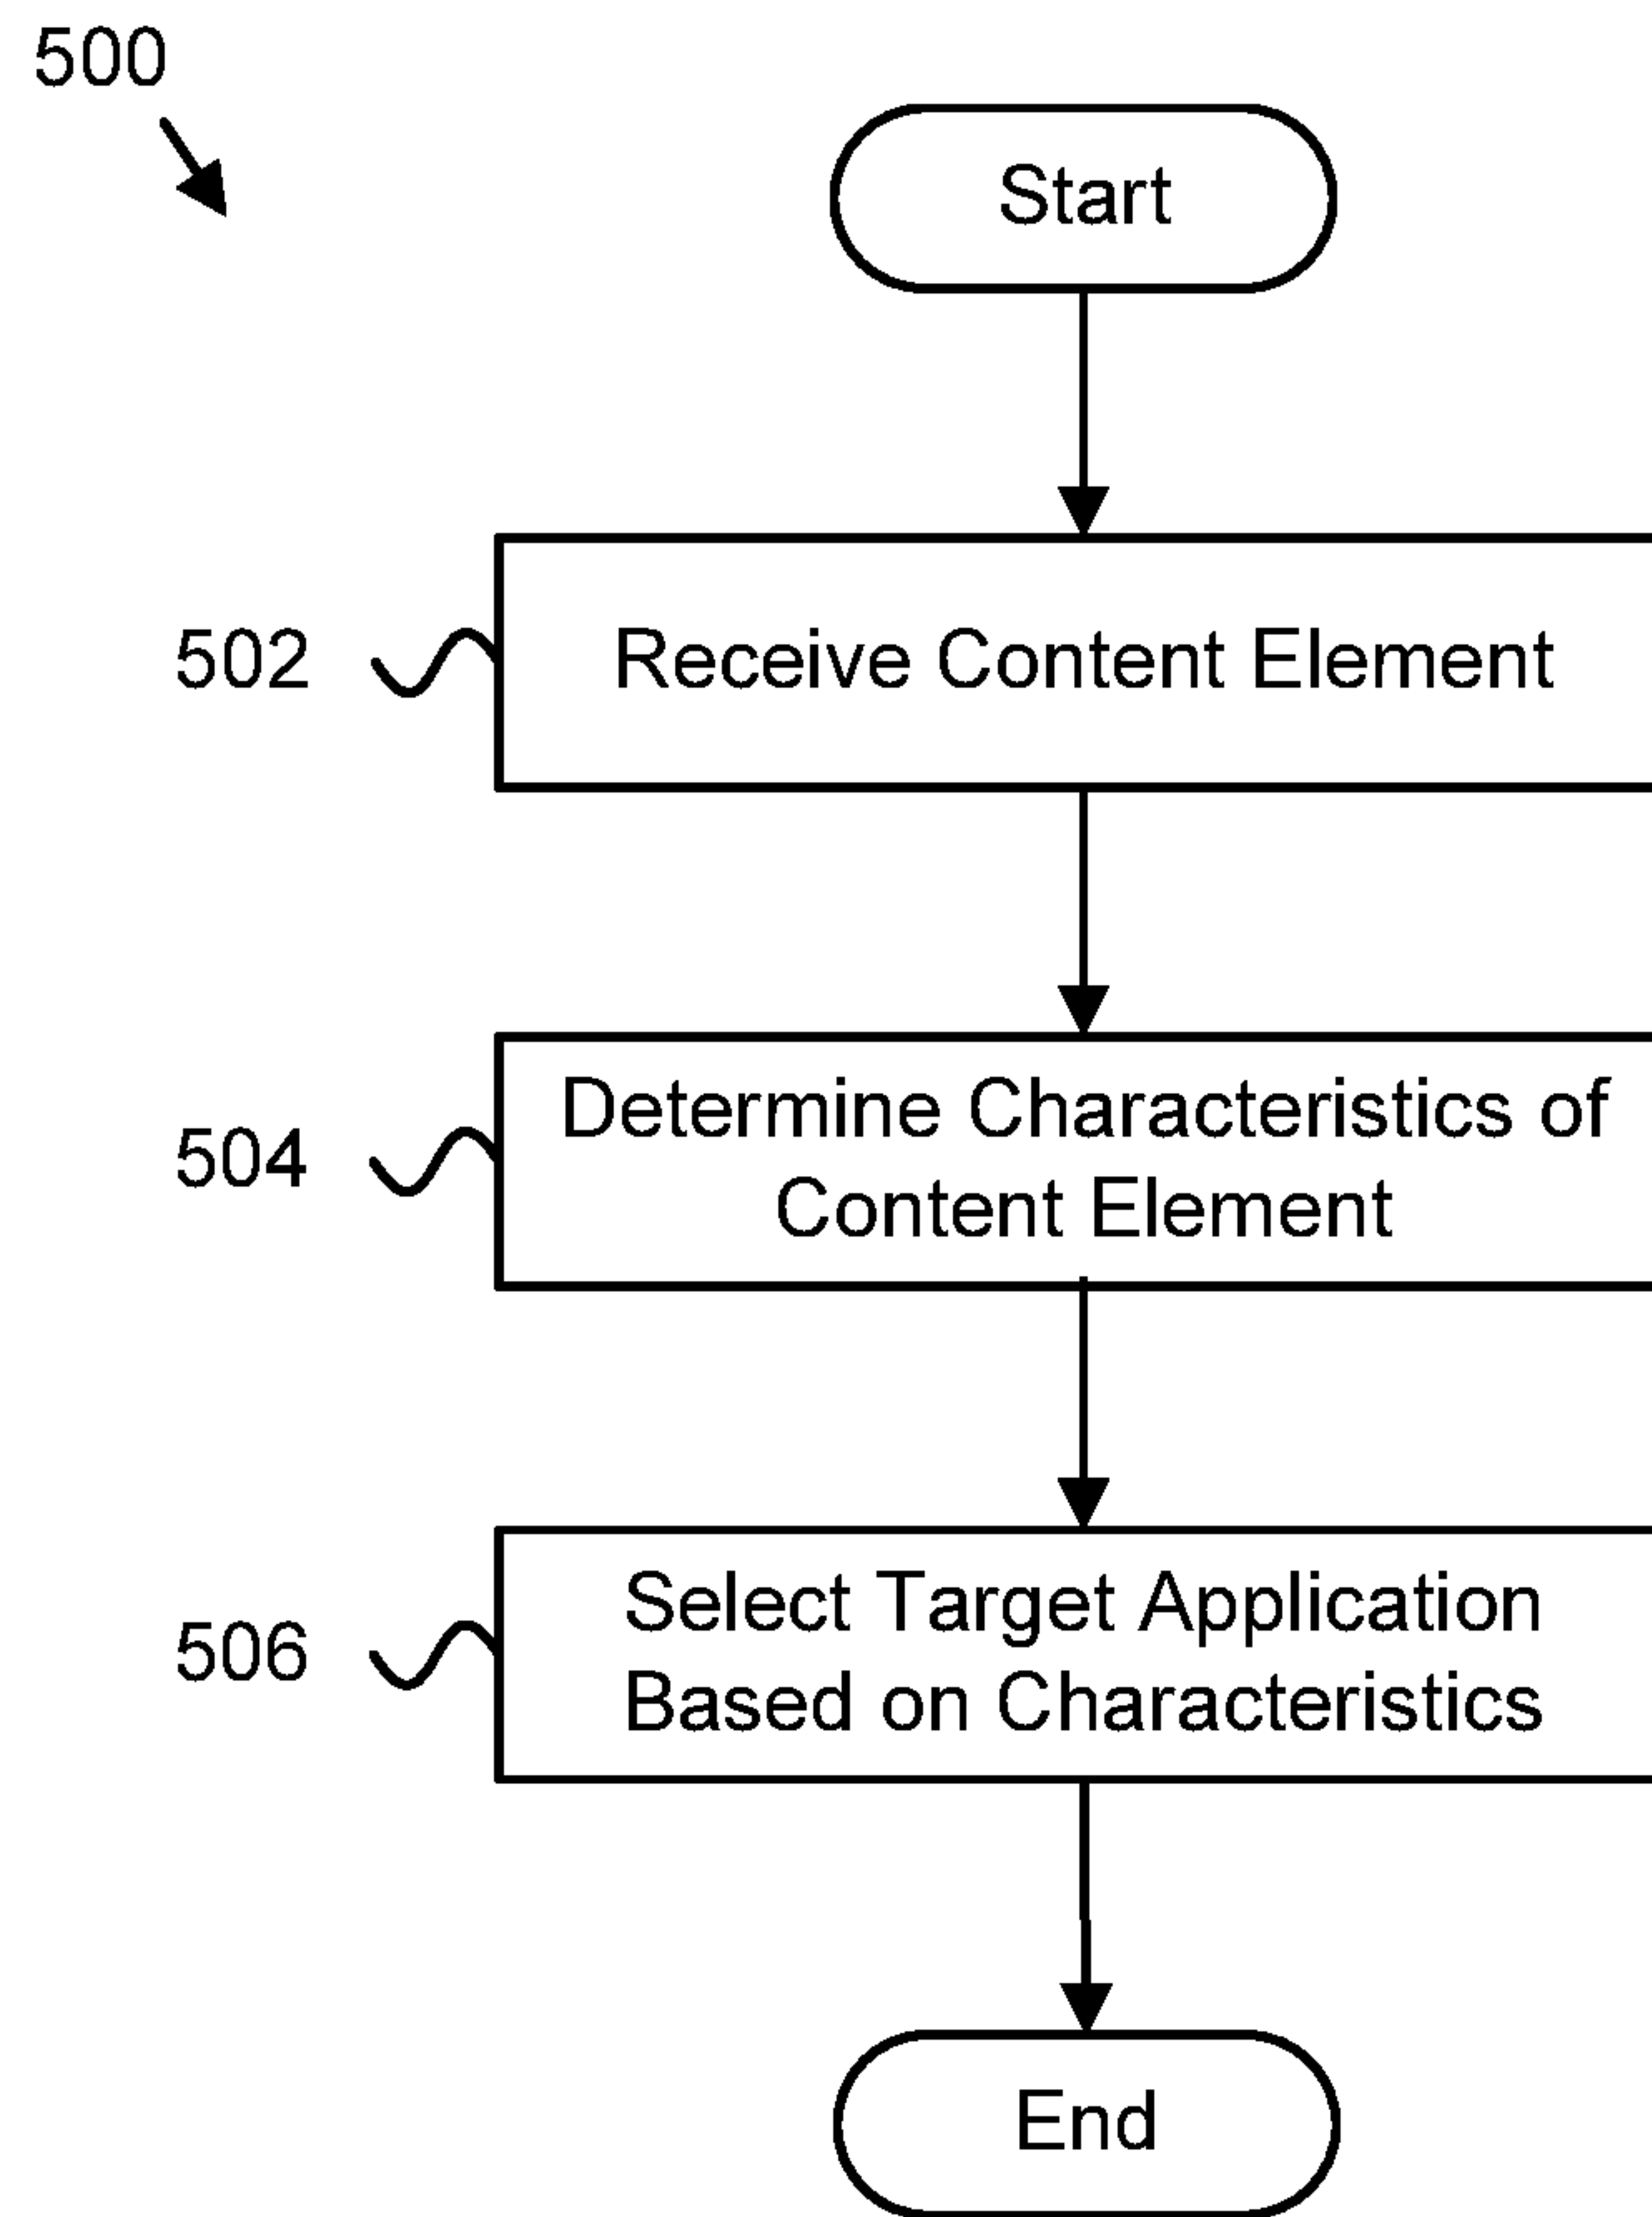 500
Start
502
Receive Content Element
504
Determine Characteristics of
Content Element
506
Select Target Application
Based on Characteristics
End